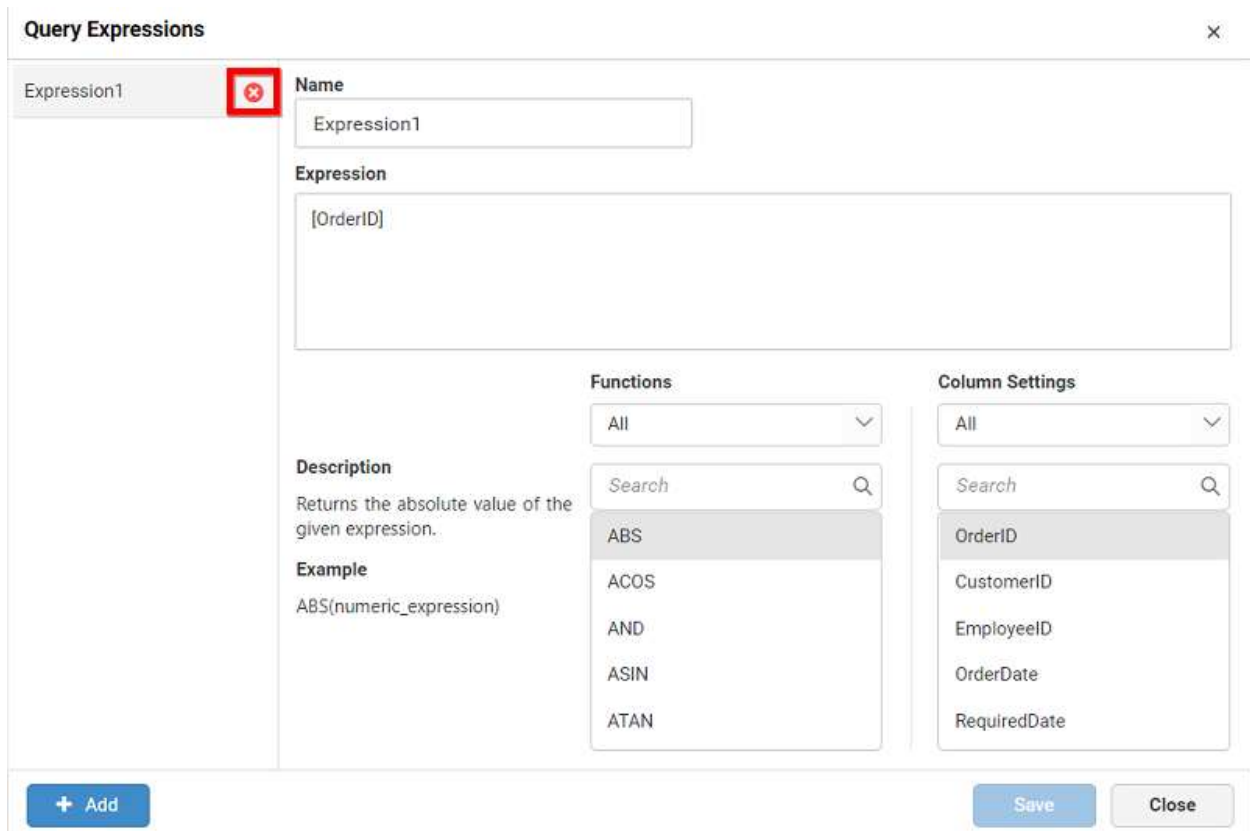 Query Expressions
Expression1
Name
Expression1
Expression
[OrderID]
Functions
Column Settings
All
All
Description
Returns the absolute value of the
given expression.
Example
ABS(numeric_expression)
Search
ABS
ACOS
AND
ASIN
ATAN
Search
OrderID
CustomerID
EmployeeID
OrderDate
RequiredDate
+ Add
Save
Close